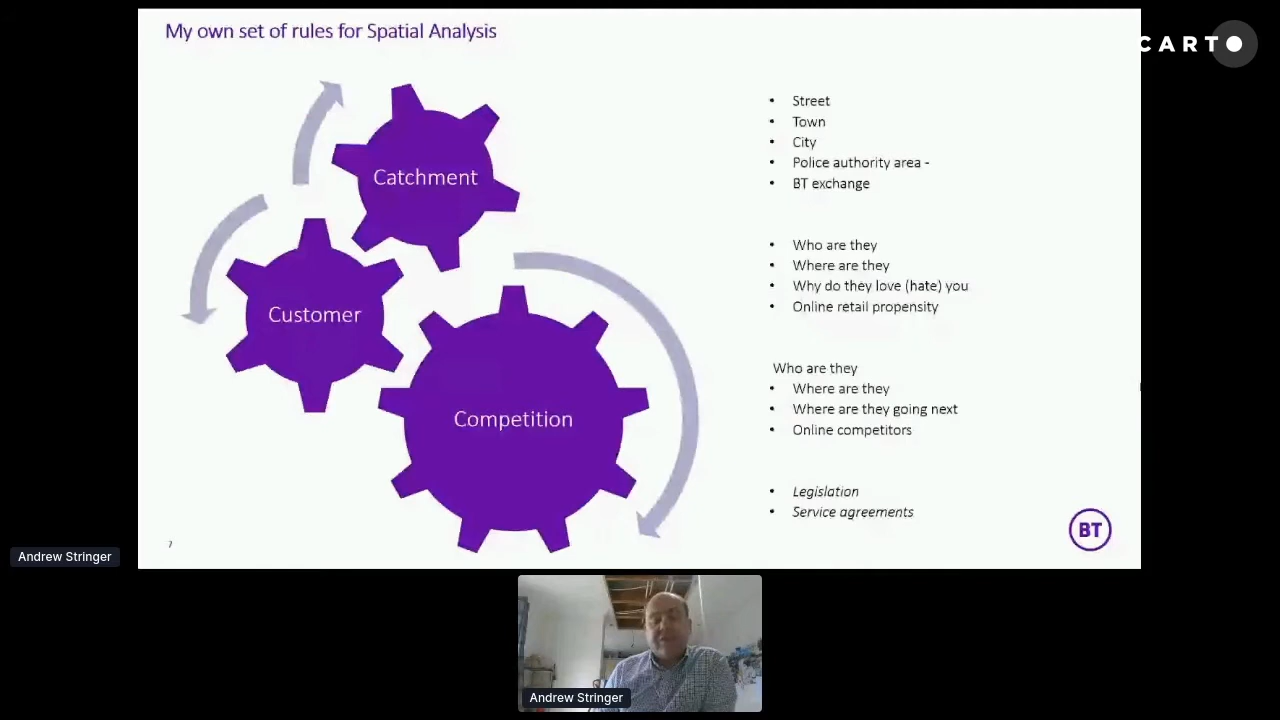 My own set of rules for Spatial Analysis
CARTO
Catchment
Customer
Competition
• Street
• Town
• City
• Police authority area -
• BT exchange
• Who are they
• Where are they
• Why do they love (hate) you
• Online retail propensity
Who are they
• Where are they
• Where are they going next
• Online competitors
• Legislation
• Service agreements
7
BT
Andrew Stringer
Andrew Stringer